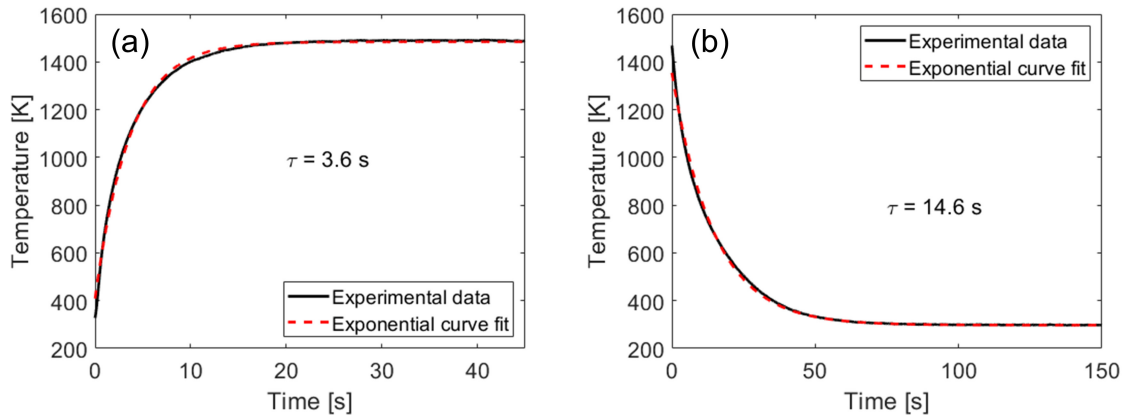 (a)
1600
1400
1200
1000
800
600
400
200
Temperature [K]
τ = 3.6 s
Experimental data
Exponential curve fit
0 10 20 30 40
Time [s]
(b)
1600
1400
1200
1000
800
600
400
200
Temperature [K]
Experimental data
Exponential curve fit
τ = 14.6 s
0 50 100 150
Time [s]